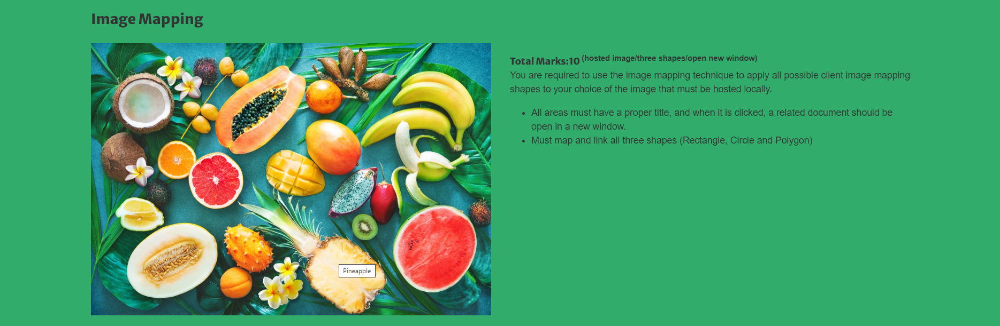 Image Mapping
Total Marks:10 (hosted image/three shapes/open new window)
You are required to use the image mapping technique to apply all possible client image mapping
shapes to your choice of the image that must be hosted locally.
• All areas must have a proper title, and when it is clicked, a related document should be
open in a new window.
• Must map and link all three shapes (Rectangle, Circle and Polygon)
Pineapple